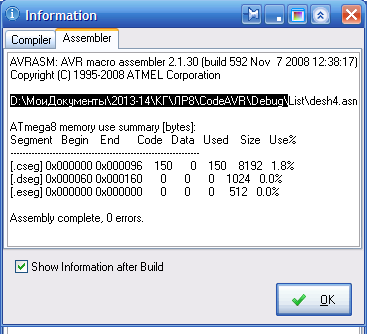 Information
Compiler Assembler
AVRASM: AVR macro assembler 2.1.30 (build 592 Nov 7 2008 12:38:17)
Copyright (C) 1995-2008 ATMEL Corporation
D:\МоиДокументы\2013-14\КГ\ЛР8\CodeAVR\Debug\List\desh4.asm
ATmega8 memory use summary [bytes]:
Segment Begin End Code Data Used Size Use%
---------------------------------------------------------------
[.cseg] 0x000000 0x000096 150 0 150 8192 1.8%
[.dseg] 0x000060 0x000160 0 0 0 1024 0.0%
[.eseg] 0x000000 0x000000 0 0 0 512 0.0%
Assembly complete, 0 errors.
Show Information after Build
OK